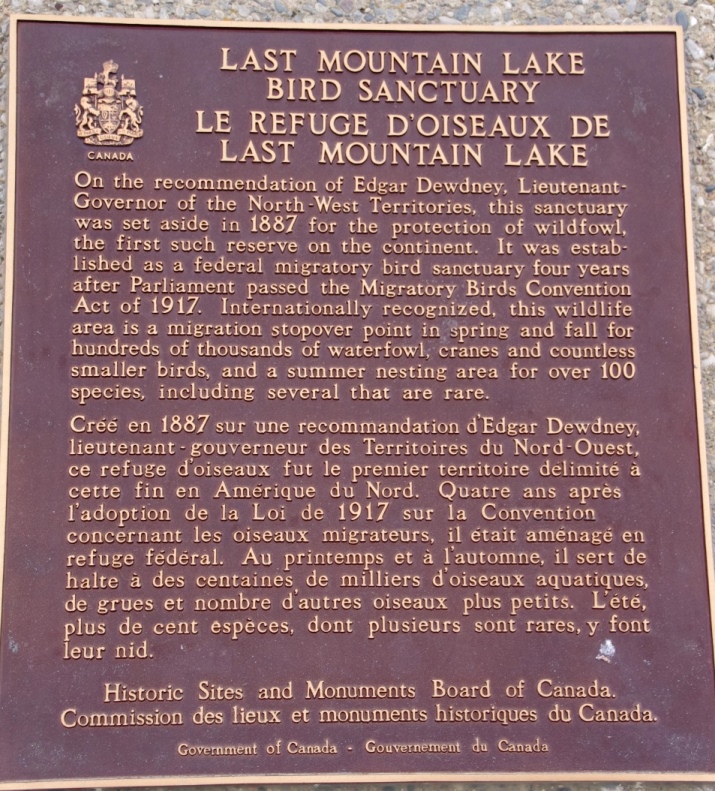 LAST MOUNTAIN LAKE
BIRD SANCTUARY
LE REFUGE D'OISEAUX DE
LAST MOUNTAIN LAKE
CANADA
On the recommendation of Edgar Dewdney, Lieutenant-
Governor of the North-West Territories, this sanctuary
was set aside in 1887 for the protection of wildfowl,
the first such reserve on the continent. It was estab-
lished as a federal migratory bird sanctuary four years
after Parliament passed the Migratory Birds Convention
Act of 1917. Internationally recognized, this wildlife
area is a migration stopover point in spring and fall for
hundreds of thousands of waterfowl, cranes and countless
smaller birds, and a summer nesting area for over 100
species, including several that are rare.
Créé en 1887 sur une recommandation d'Edgar Dewdney,
lieutenant-gouverneur des Territoires du Nord-Ouest,
ce refuge d'oiseaux fut le premier territoire délimité à
cette fin en Amérique du Nord. Quatre ans après
l'adoption de la Loi de 1917 sur la Convention
concernant les oiseaux migrateurs, il était aménagé en
refuge fédéral. Au printemps et à l'automne, il sert de
halte à des centaines de milliers d'oiseaux aquatiques,
de grues et nombre d'autres oiseaux plus petits. L'été,
plus de cent espèces, dont plusieurs sont rares, y font
leur nid.
Historic Sites and Monuments Board of Canada.
Commission des lieux et monuments historiques du Canada.
Government of Canada - Gouvernement du Canada